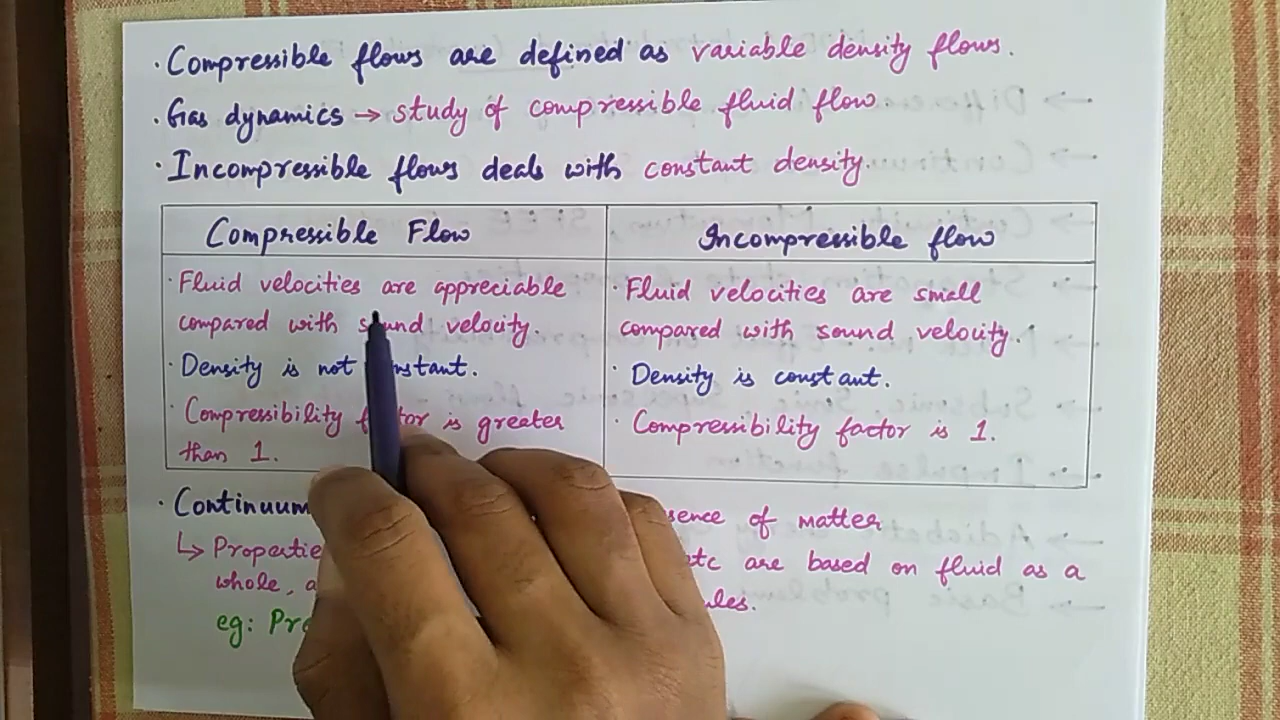 · Compressible flows are defined as variable density flows.
· Gas dynamics → study of compressible fluid flow
· Incompressible flows deals with constant density.
Compressible Flow
· Fluid velocities are appreciable
compared with sound velocity.
· Density is not constant.
· Compressibility factor is greater
than 1.
Incompressible flow
· Fluid velocities are small
compared with sound velocity.
· Density is constant.
· Compressibility factor is 1.
· Continuum of matter
↳ etc are based on fluid as a
whole,
eg: